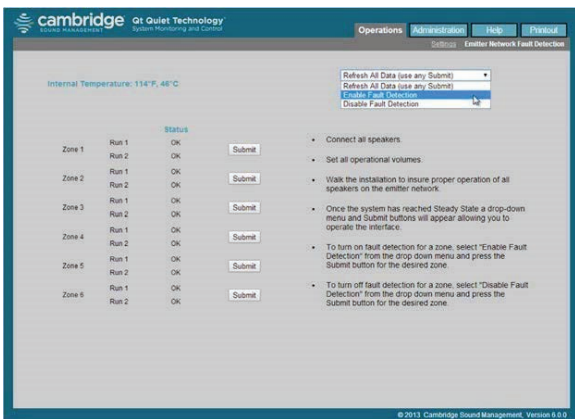 cambridge
SOUND MANAGEMENT
Qt Quiet Technology
System Monitoring and Control
Operations Administration Help Printout
Settings Emitter Network Fault Detection
Internal Temperature: 114°F, 46°C
Refresh All Data (use any Submit)
Refresh All Data (use any Submit)
Enable Fault Detection
Disable Fault Detection
Status
Zone 1 Run 1 OK Submit
Run 2 OK
Zone 2 Run 1 OK Submit
Run 2 OK
Zone 3 Run 1 OK Submit
Run 2 OK
Zone 4 Run 1 OK Submit
Run 2 OK
Zone 5 Run 1 OK Submit
Run 2 OK
Zone 6 Run 1 OK Submit
Run 2 OK
• Connect all speakers.
• Set all operational volumes.
• Walk the installation to insure proper operation of all
speakers on the emitter network.
• Once the system has reached Steady State a drop-down
menu and Submit buttons will appear allowing you to
operate the interface.
• To turn on fault detection for a zone, select "Enable Fault
Detection" from the drop down menu and press the
Submit button for the desired zone.
• To turn off fault detection for a zone, select "Disable Fault
Detection" from the drop down menu and press the
Submit button for the desired zone.
© 2013 Cambridge Sound Management, Version 6.0.0